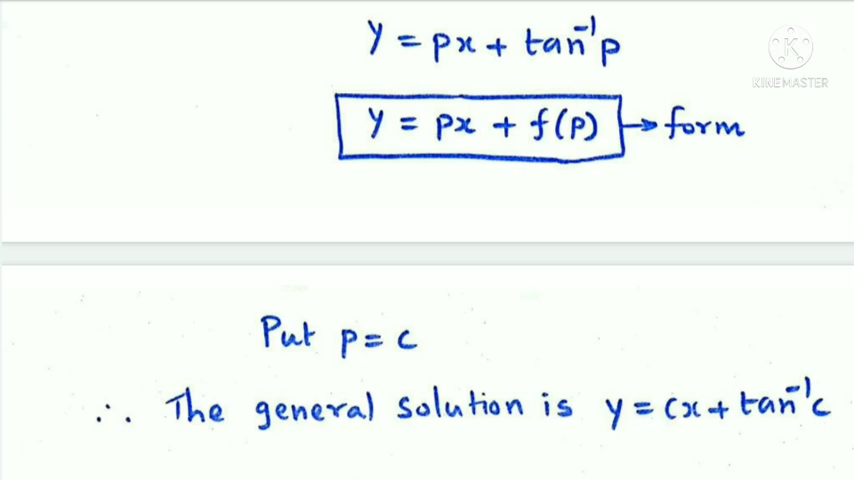 y = px + tan⁻¹p
K
KINEMASTER
y = px + f(p) → form
Put p = c
∴ The general solution is y = cx + tan⁻¹c